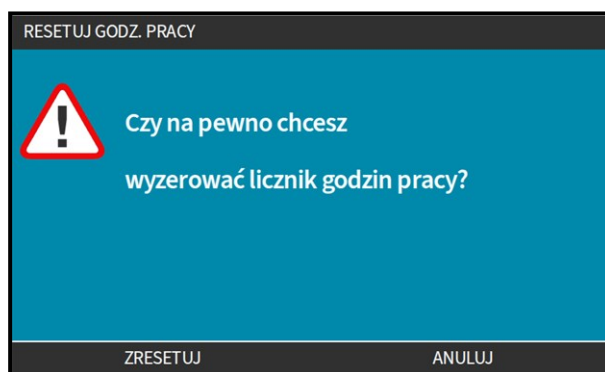 RESETUJ GODZ. PRACY
!
Czy na pewno chcesz
wyzerować licznik godzin pracy?
ZRESETUJ ANULUJ